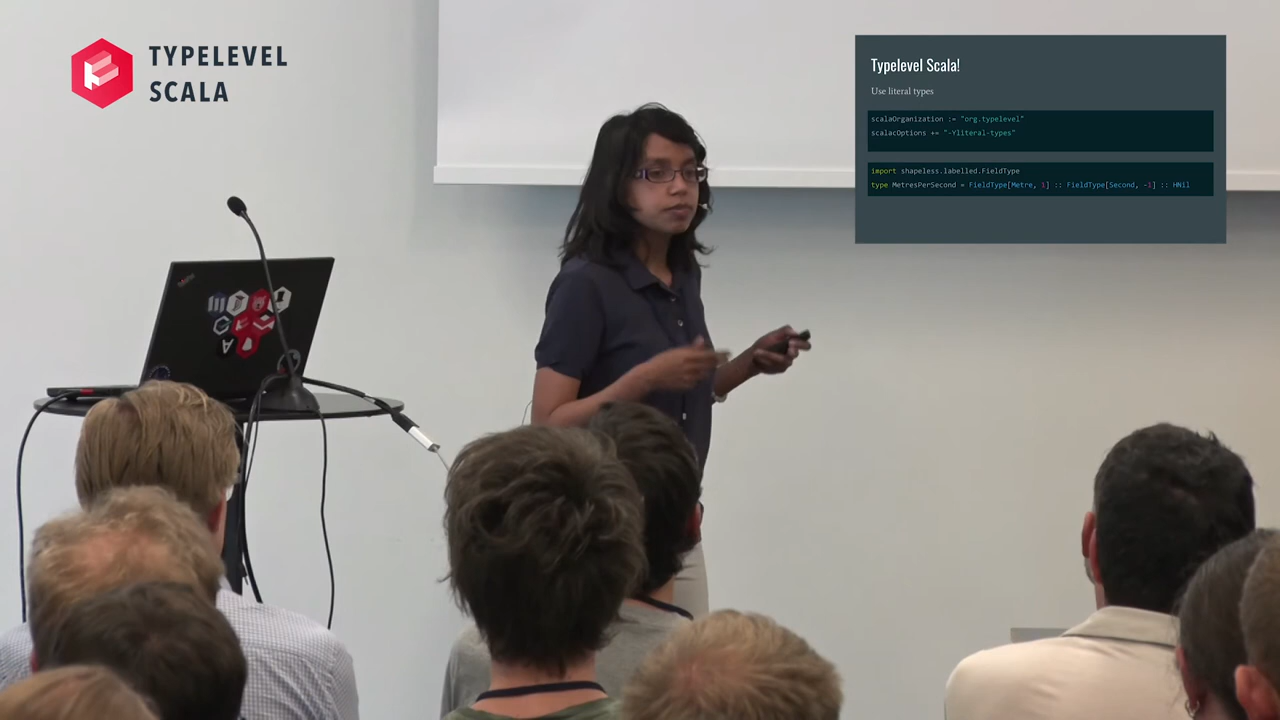 TYPELEVEL
SCALA
Typelevel Scala!
Use literal types
scalaOrganization := "org.typelevel"
scalacOptions += "-Yliteral-types"
import shapeless.labelled.FieldType
type MetresPerSecond = FieldType[Metre, 1] :: FieldType[Second, -1] :: HNil